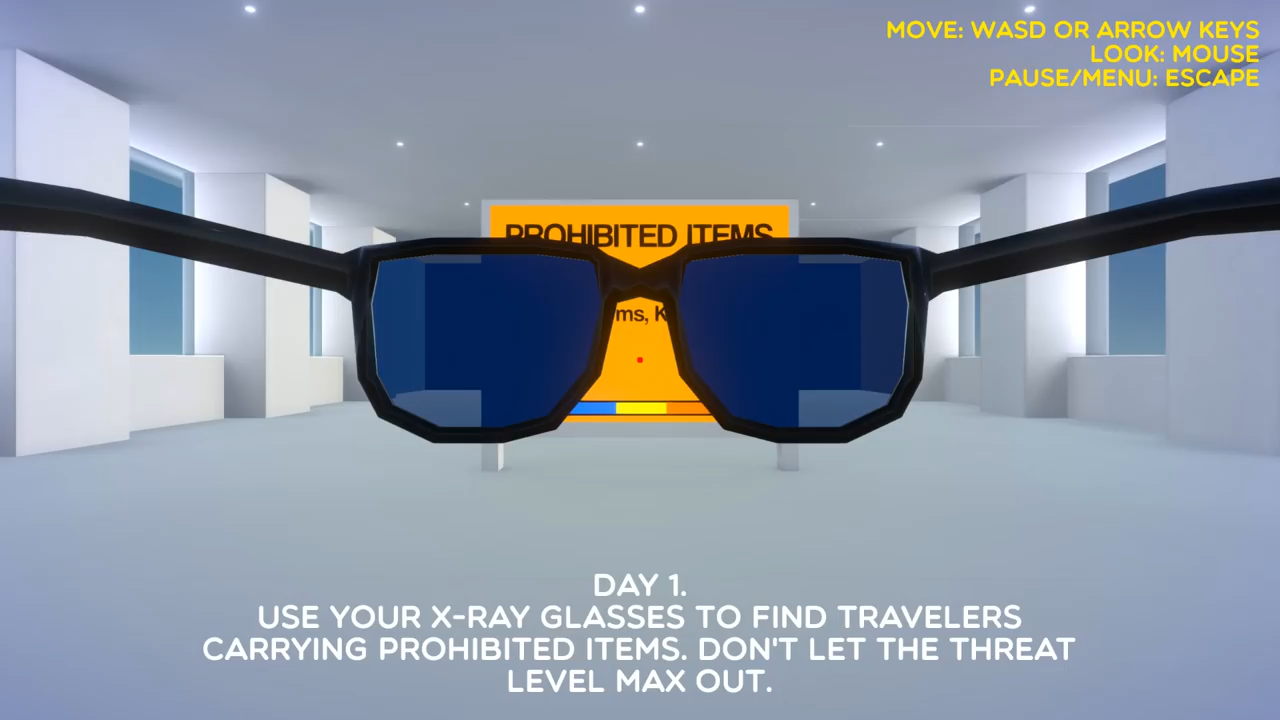 MOVE: WASD OR ARROW KEYS
LOOK: MOUSE
PAUSE/MENU: ESCAPE
PROHIBITED ITEMS
DAY 1.
USE YOUR X-RAY GLASSES TO FIND TRAVELERS
CARRYING PROHIBITED ITEMS. DON'T LET THE THREAT
LEVEL MAX OUT.